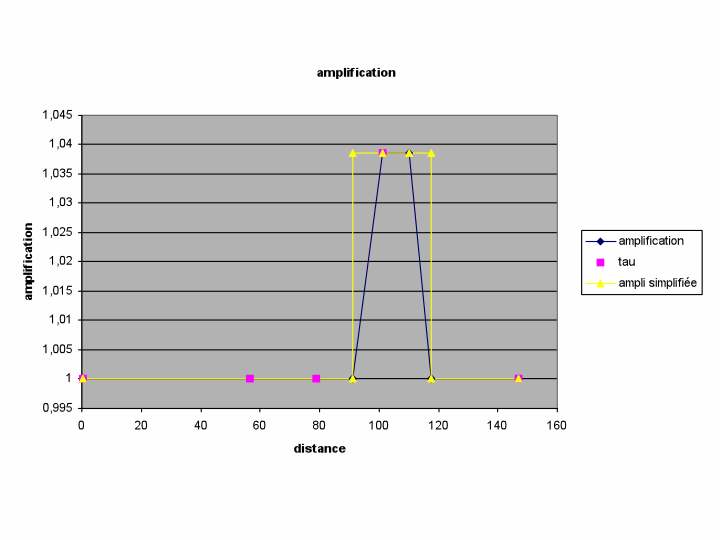 amplification
1,045
1,04
1,035
1,03
1,025
1,02
1,015
1,01
1,005
1
0,995
amplification
0 20 40 60 80 100 120 140 160
distance
amplification
tau
ampli simplifiée